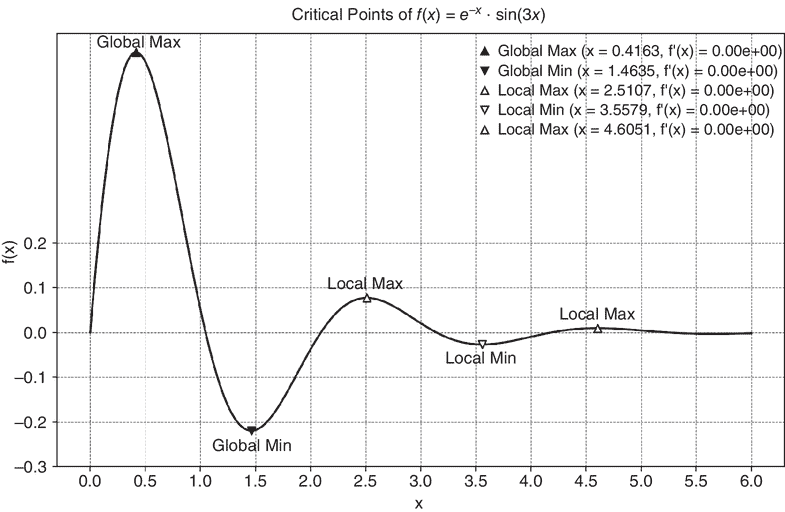 Critical Points of f(x) = e⁻ˣ · sin(3x)
Global Max
▲ Global Max (x = 0.4163, f'(x) = 0.00e+00)
▼ Global Min (x = 1.4635, f'(x) = 0.00e+00)
△ Local Max (x = 2.5107, f'(x) = 0.00e+00)
▽ Local Min (x = 3.5579, f'(x) = 0.00e+00)
△ Local Max (x = 4.6051, f'(x) = 0.00e+00)
f(x)
0.2
0.1
0.0
−0.1
−0.2
−0.3
Local Max
Local Max
Local Min
Global Min
0.0 0.5 1.0 1.5 2.0 2.5 3.0 3.5 4.0 4.5 5.0 5.5 6.0
x